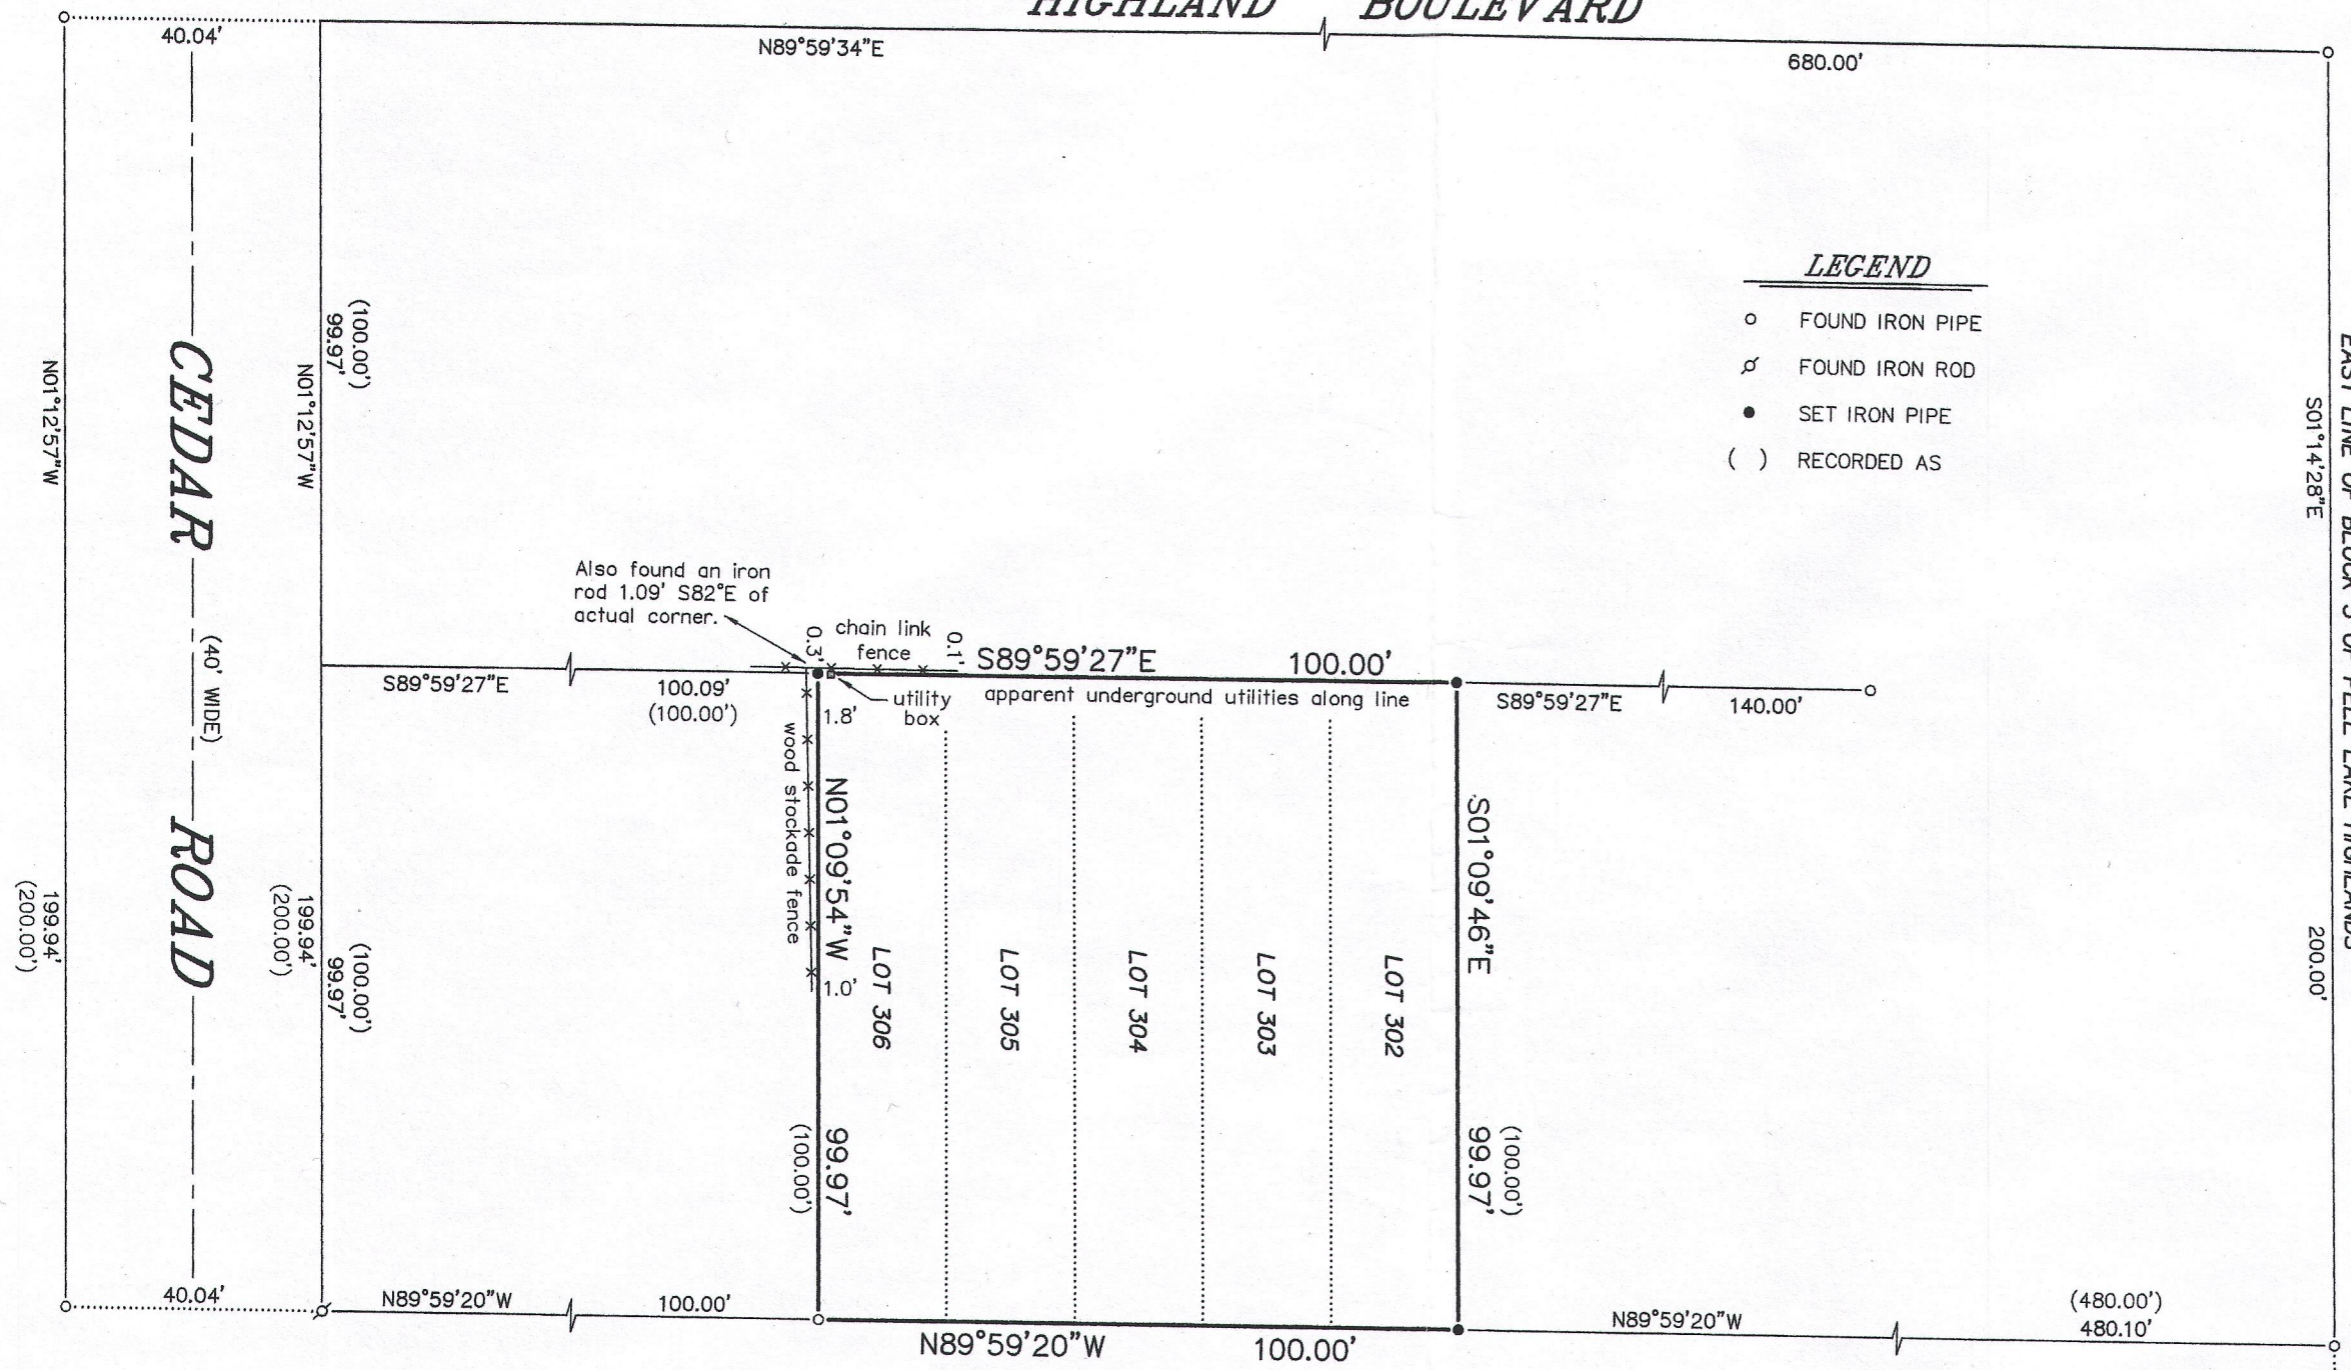 HIGHLAND BOULEVARD
40.04'
N89°59'34"E
680.00'
LEGEND
FOUND IRON PIPE
FOUND IRON ROD
SET IRON PIPE
( ) RECORDED AS
N01°12'57"W
199.94'
(200.00')
CEDAR ROAD
(40' WIDE)
N01°12'57"W
199.94'
(200.00')
(100.00')
99.97'
(100.00')
99.97'
S01°14'28"E
200.00'
EAST LINE OF BLOCK OF LAKE HIGHLANDS
Also found an iron
rod 1.09' S82°E of
actual corner.
0.3'
chain link
fence
0.1'
S89°59'27"E 100.00'
S89°59'27"E
100.09'
(100.00')
1.8'
utility
box
apparent underground utilities along line
S89°59'27"E
140.00'
wood stockade fence
N01°09'54"W
1.0'
99.97'
(100.00')
LOT 306
LOT 305
LOT 304
LOT 303
LOT 302
S01°09'46"E
(100.00')
99.97'
40.04'
N89°59'20"W
100.00'
N89°59'20"W 100.00'
N89°59'20"W
(480.00')
480.10'